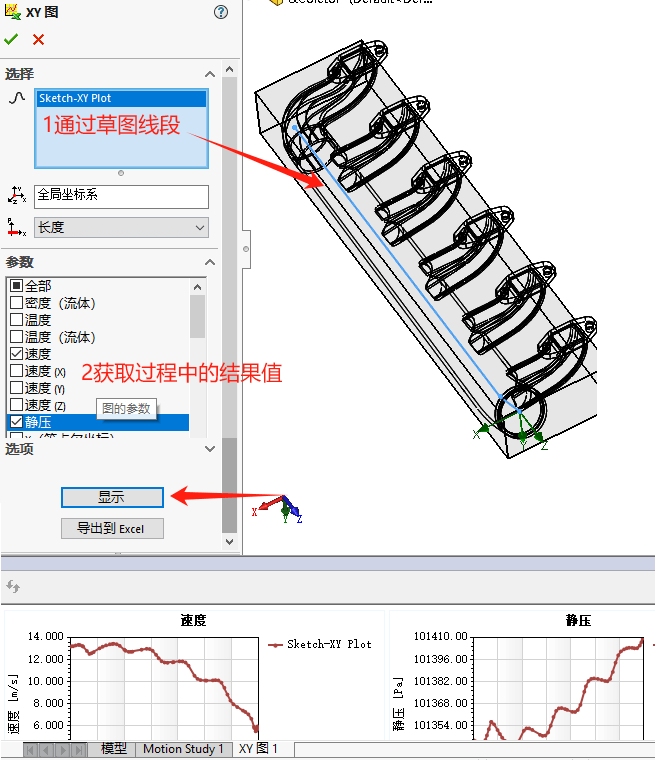 XY 图
选择
Sketch-XY Plot
1通过草图线段
全局坐标系
长度
参数
全部
密度（流体）
温度
温度（流体）
速度
速度 (X)
速度 (Y)
速度 (Z)
静压
2获取过程中的结果值
图的参数
选项
显示
导出到 Excel
X
Y
Z
X
Y
Z
速度
14.000
12.000
10.000
8.000
6.000
速度 [m/s]
Sketch-XY Plot
静压
101410.00
101396.00
101382.00
101368.00
101354.00
静压 [Pa]
模型
Motion Study 1
XY 图 1